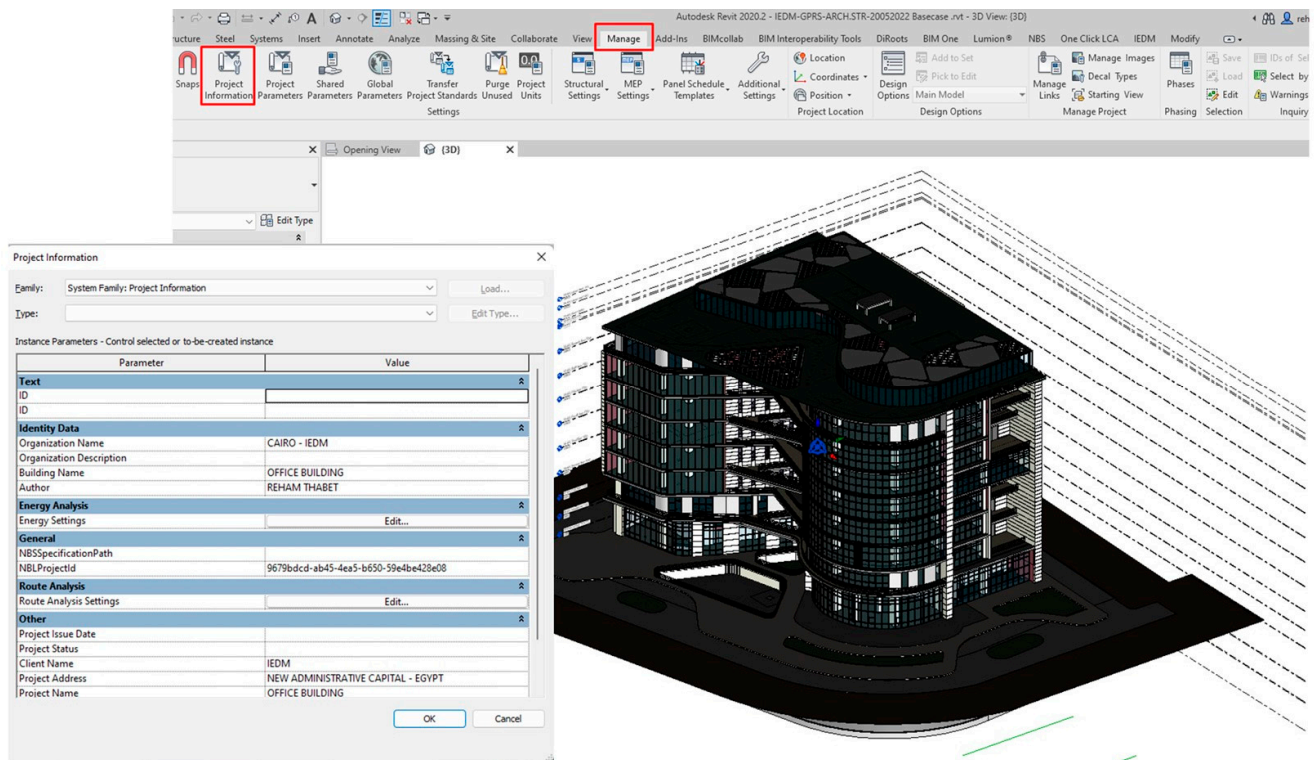 Autodesk Revit 2020.2 - IEDM-GPRS-ARCH.STR-20052022 Basecase .rvt - 3D View: {3D}
reh
ructure Steel Systems Insert Annotate Analyze Massing & Site Collaborate View Manage Add-Ins BIMcollab BIM Interoperability Tools DiRoots BIM One Lumion® NBS One Click LCA IEDM Modify
Snaps
Project Information
Project Parameters
Shared Parameters
Global Parameters
Transfer Project Standards
Purge Unused
Project Units
Structural Settings
MEP Settings
Panel Schedule Templates
Additional Settings
Settings
Location
Coordinates
Position
Project Location
Design Options
Add to Set
Pick to Edit
Main Model
Design Options
Manage Links
Manage Images
Decal Types
Starting View
Manage Project
Phases
Phasing
Save
Load
Edit
Selection
IDs of Sel
Select by
Warnings
Inquiry
Opening View
{3D}
Edit Type
Project Information
Family: System Family: Project Information Load...
Type: Edit Type...
Instance Parameters - Control selected or to-be-created instance
Parameter Value
Text
ID
ID
Identity Data
Organization Name CAIRO - IEDM
Organization Description
Building Name OFFICE BUILDING
Author REHAM THABET
Energy Analysis
Energy Settings Edit...
General
NBSSpecificationPath
NBLProjectId 9679bdcd-ab45-4ea5-b650-59e4be428e08
Route Analysis
Route Analysis Settings Edit...
Other
Project Issue Date
Project Status
Client Name IEDM
Project Address NEW ADMINISTRATIVE CAPITAL - EGYPT
Project Name OFFICE BUILDING
OK Cancel